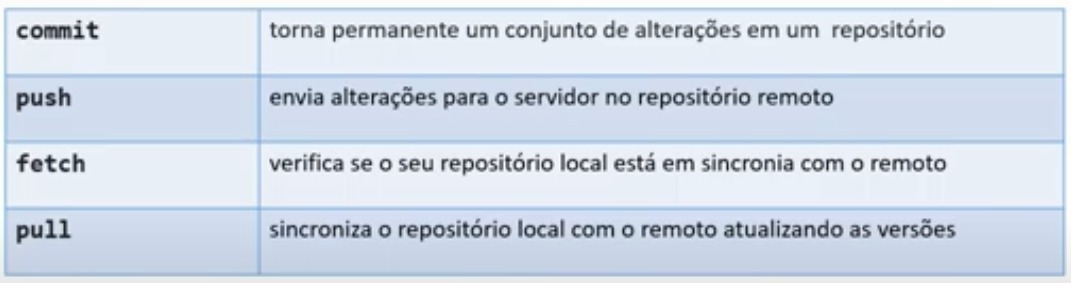 commit torna permanente um conjunto de alterações em um repositório
push envia alterações para o servidor no repositório remoto
fetch verifica se o seu repositório local está em sincronia com o remoto
pull sincroniza o repositório local com o remoto atualizando as versões